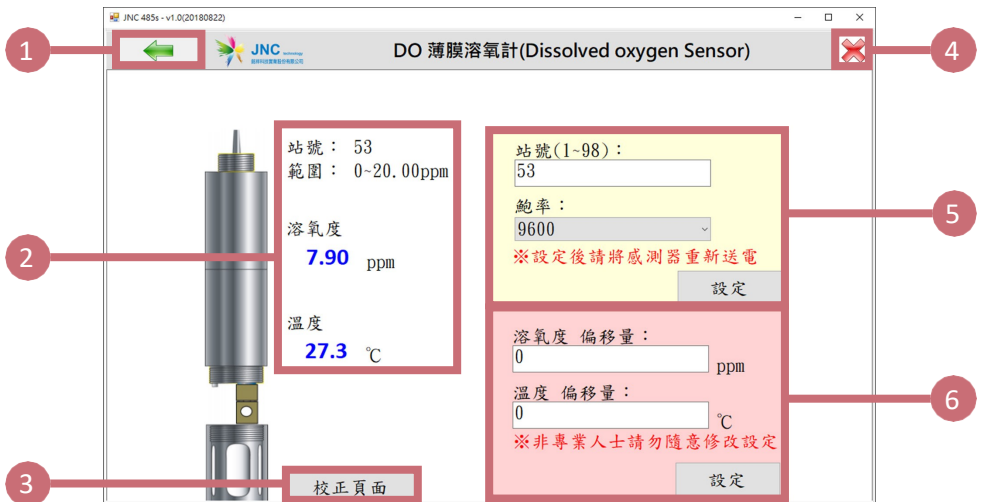 JNC 485s - v1.0(20180822)
1
JNC technology
DO 薄膜溶氧計(Dissolved oxygen Sensor)
4
站號： 53
範圍： 0~20.00ppm
溶氧度
7.90 ppm
溫度
27.3 ℃
2
站號(1~98)：
53
鮑率：
9600
※設定後請將感測器重新送電
設定
5
溶氧度 偏移量：
0 ppm
溫度 偏移量：
0 ℃
※非專業人士請勿隨意修改設定
設定
6
3
校正頁面